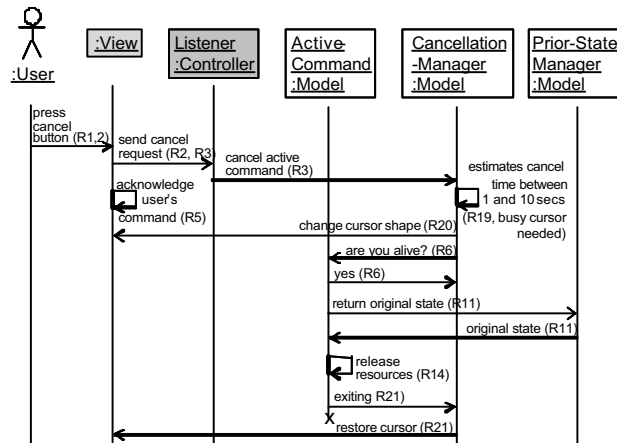 :User
:View
Listener
:Controller
Active-
Command
:Model
Cancellation
-Manager
:Model
Prior-State
Manager
:Model
press
cancel
button (R1,2)
send cancel
request (R2, R3)
cancel active
command (R3)
estimates cancel
time between
1 and 10 secs
(R19, busy cursor
needed)
acknowledge
user's
command (R5)
change cursor shape (R20)
are you alive? (R6)
yes (R6)
return original state (R11)
original state (R11)
release
resources (R14)
exiting R21)
X
restore cursor (R21)